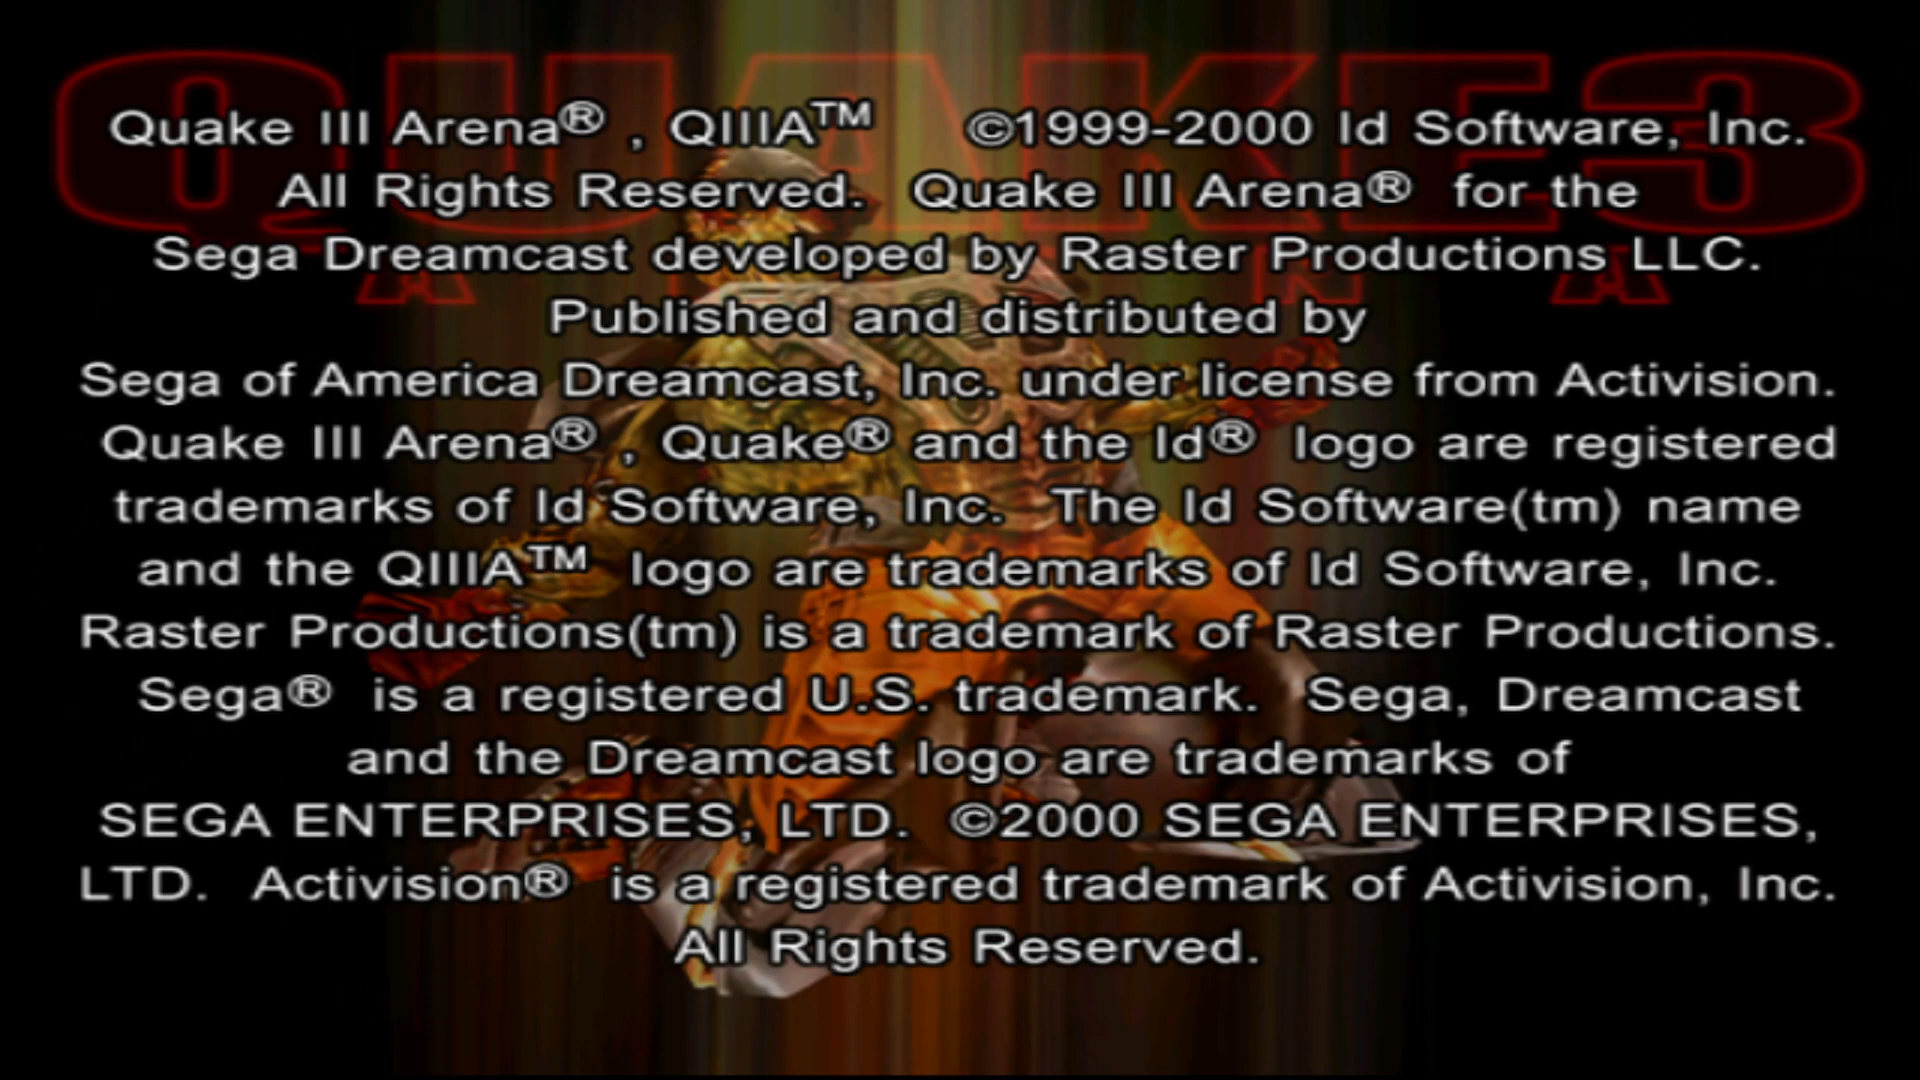 QUAKE 3
ARENA
Quake III Arena® , QIIIA™ ©1999-2000 Id Software, Inc.
All Rights Reserved. Quake III Arena® for the
Sega Dreamcast developed by Raster Productions LLC.
Published and distributed by
Sega of America Dreamcast, Inc. under license from Activision.
Quake III Arena® , Quake® and the Id® logo are registered
trademarks of Id Software, Inc. The Id Software(tm) name
and the QIIIA™ logo are trademarks of Id Software, Inc.
Raster Productions(tm) is a trademark of Raster Productions.
Sega® is a registered U.S. trademark. Sega, Dreamcast
and the Dreamcast logo are trademarks of
SEGA ENTERPRISES, LTD. ©2000 SEGA ENTERPRISES,
LTD. Activision® is a registered trademark of Activision, Inc.
All Rights Reserved.